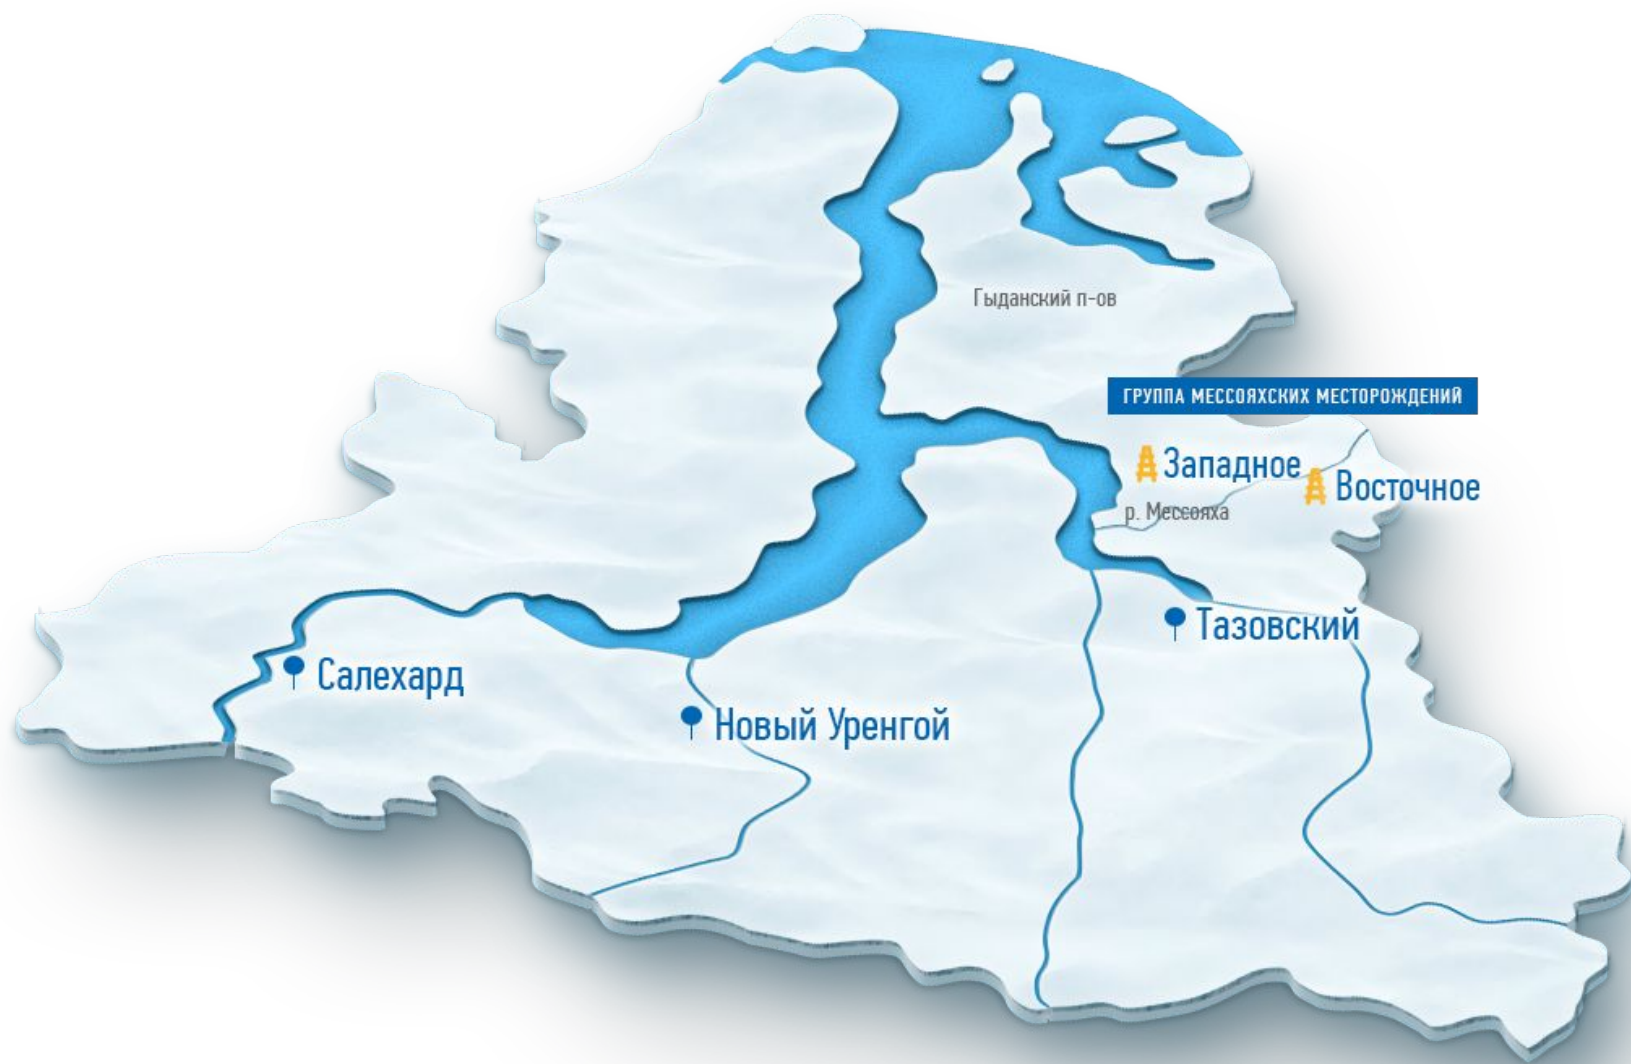 Гыданский п-ов
ГРУППА МЕССОЯХСКИХ МЕСТОРОЖДЕНИЙ
Западное
Восточное
р. Мессояха
Тазовский
Салехард
Новый Уренгой